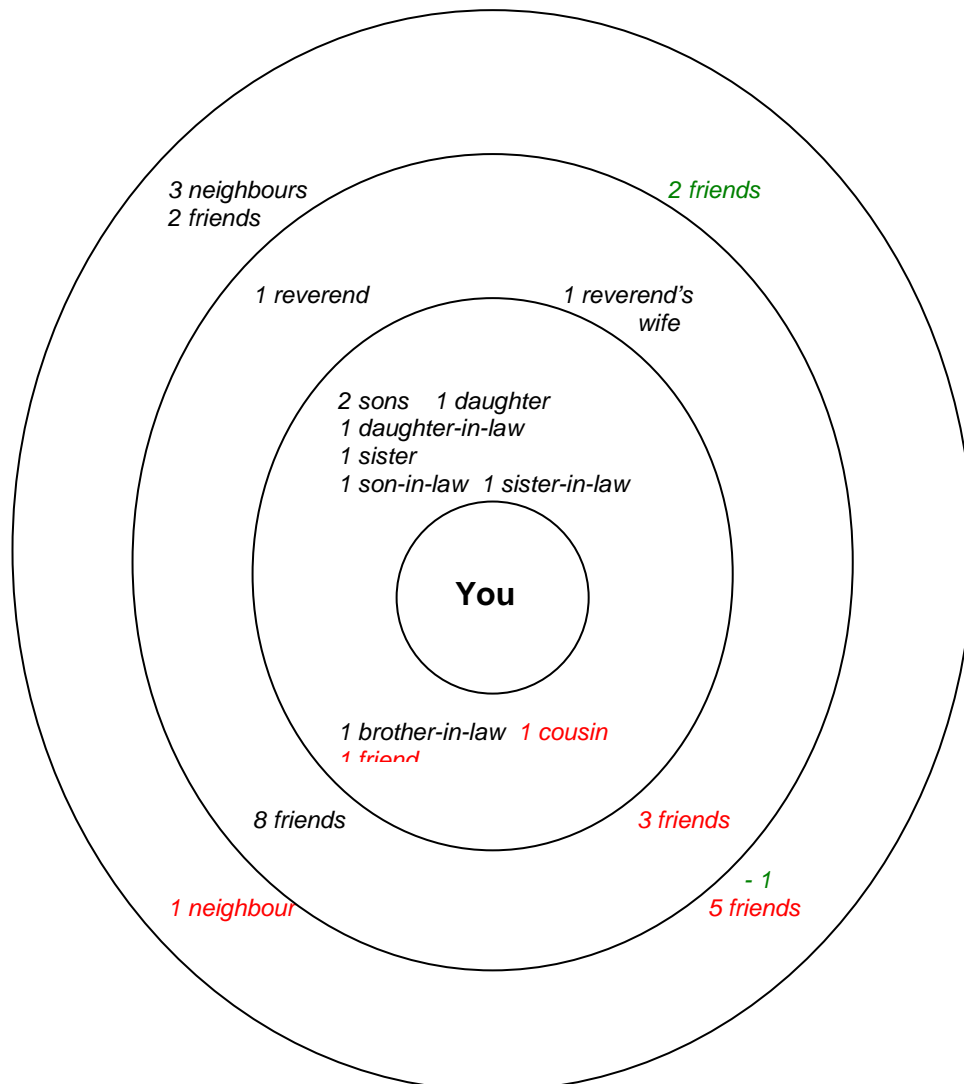 3 neighbours
2 friends
2 friends
1 reverend
1 reverend's
wife
2 sons 1 daughter
1 daughter-in-law
1 sister
1 son-in-law 1 sister-in-law
You
1 brother-in-law 1 cousin
1 friend
8 friends
3 friends
- 1
1 neighbour
5 friends